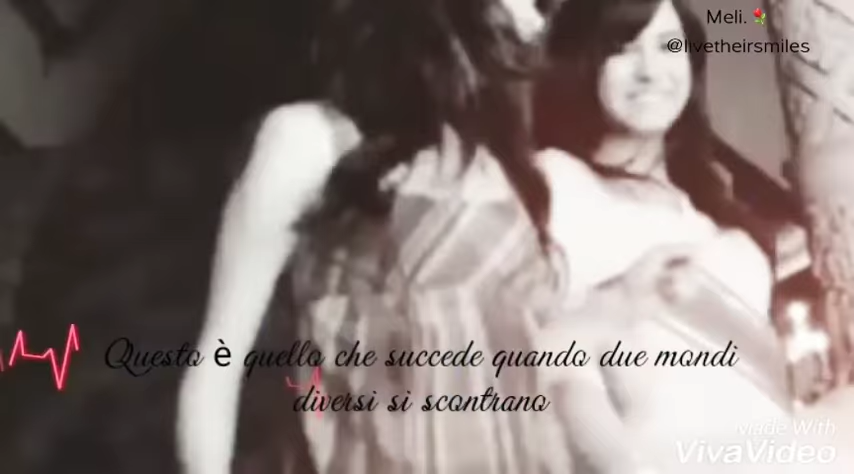 Meli.🌹
@livetheirsmiles
Questo è quello che succede quando due mondi
diversi si scontrano
Made With
VivaVideo